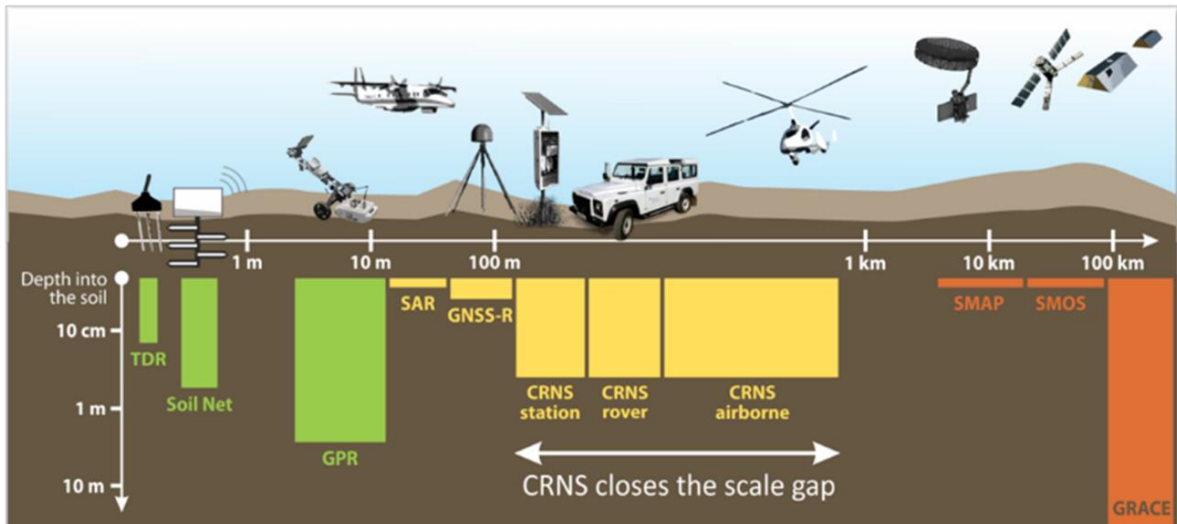 1 m
10 m
100 m
1 km
10 km
100 km
Depth into
the soil
10 cm
1 m
10 m
TDR
Soil Net
GPR
SAR
GNSS-R
CRNS
station
CRNS
rover
CRNS
airborne
CRNS closes the scale gap
SMAP
SMOS
GRACE